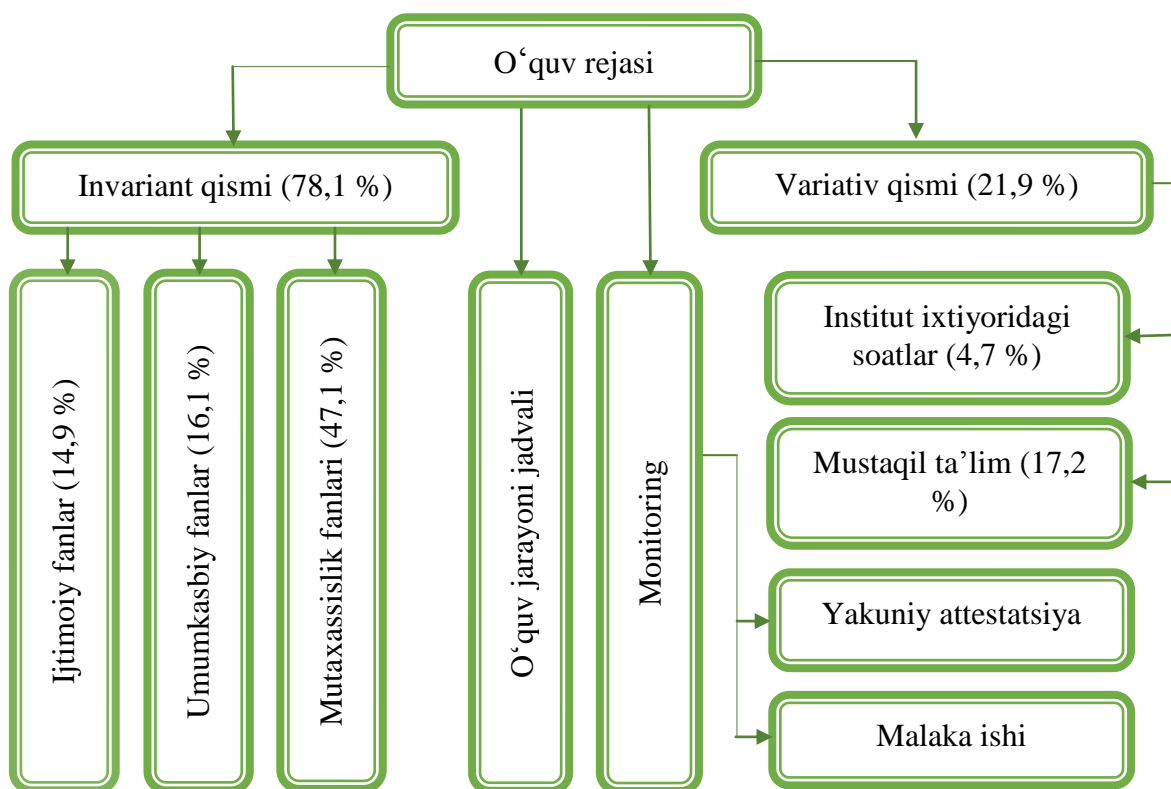 O‘quv rejasi
Invariant qismi (78,1 %)
Variativ qismi (21,9 %)
Ijtimoiy fanlar (14,9 %)
Umumkasbiy fanlar (16,1 %)
Mutaxassislik fanlari (47,1 %)
O‘quv jarayoni jadvali
Monitoring
Institut ixtiyoridagi
soatlar (4,7 %)
Mustaqil ta’lim (17,2
%)
Yakuniy attestatsiya
Malaka ishi